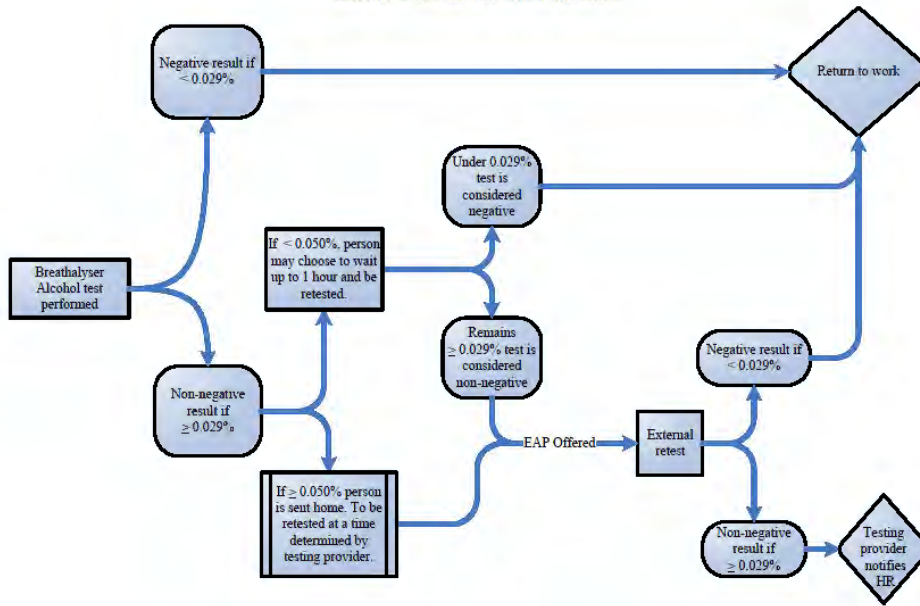 Negative result if
< 0.029%
Return to work
Under 0.029%
test is
considered
negative
If < 0.050%, person
may choose to wait
up to 1 hour and be
retested.
Breathalyser
Alcohol test
performed
Remains
≥ 0.029% test is
considered
non-negative
Negative result if
< 0.029%
Non-negative
result if
≥ 0.029%
EAP Offered
External
retest
If ≥ 0.050% person
is sent home. To be
retested at a time
determined by
testing provider.
Non-negative
result if
≥ 0.029%
Testing
provider
notifies
HR